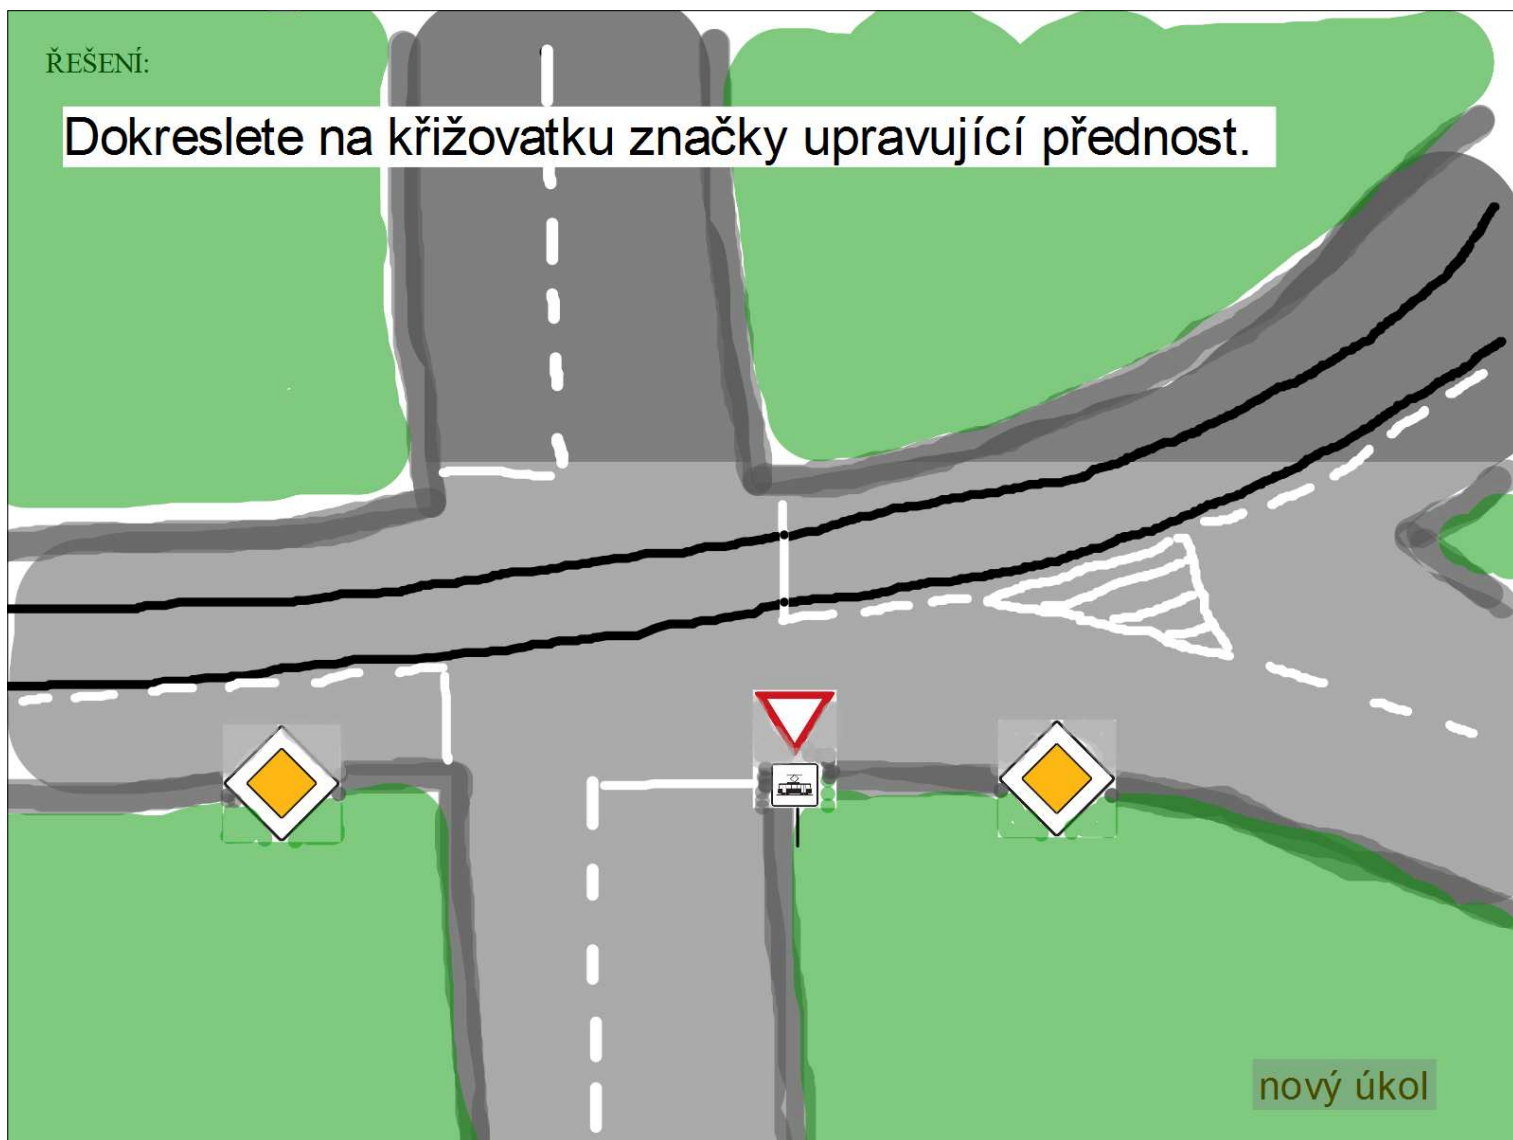 ŘEŠENÍ:
Dokreslete na křižovatku značky upravující přednost.
nový úkol